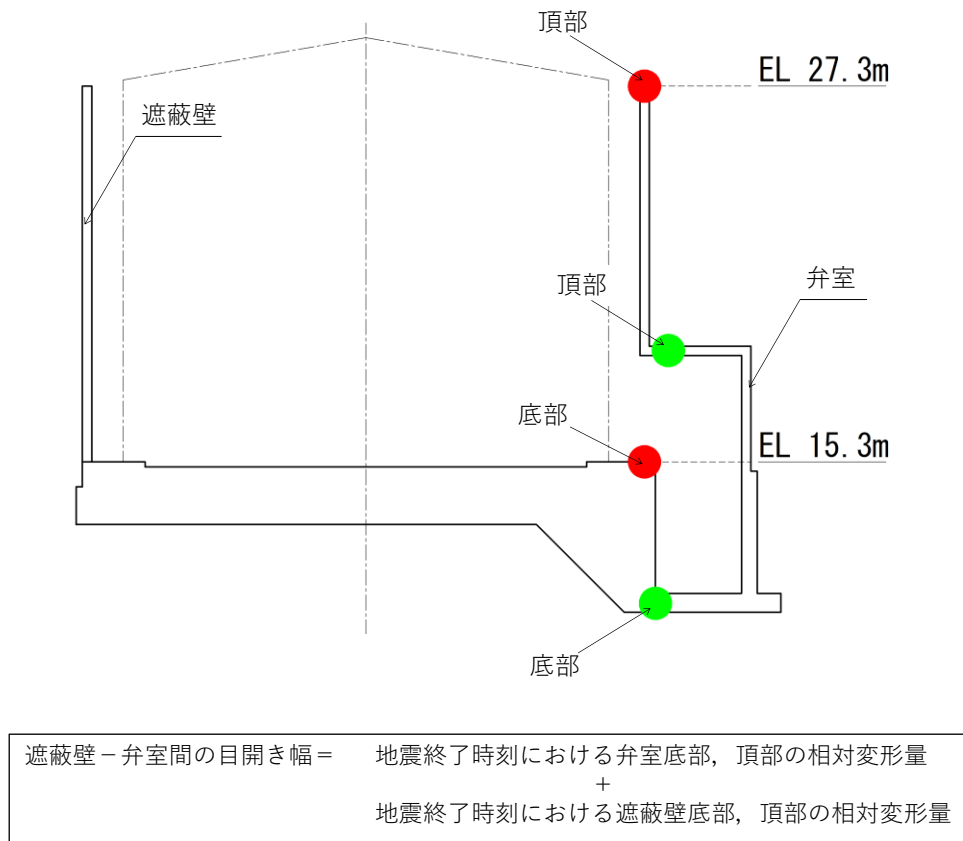 頂部
EL 27.3m
遮蔽壁
頂部
弁室
底部
EL 15.3m
底部
遮蔽壁－弁室間の目開き幅＝ 地震終了時刻における弁室底部，頂部の相対変形量
+
地震終了時刻における遮蔽壁底部，頂部の相対変形量